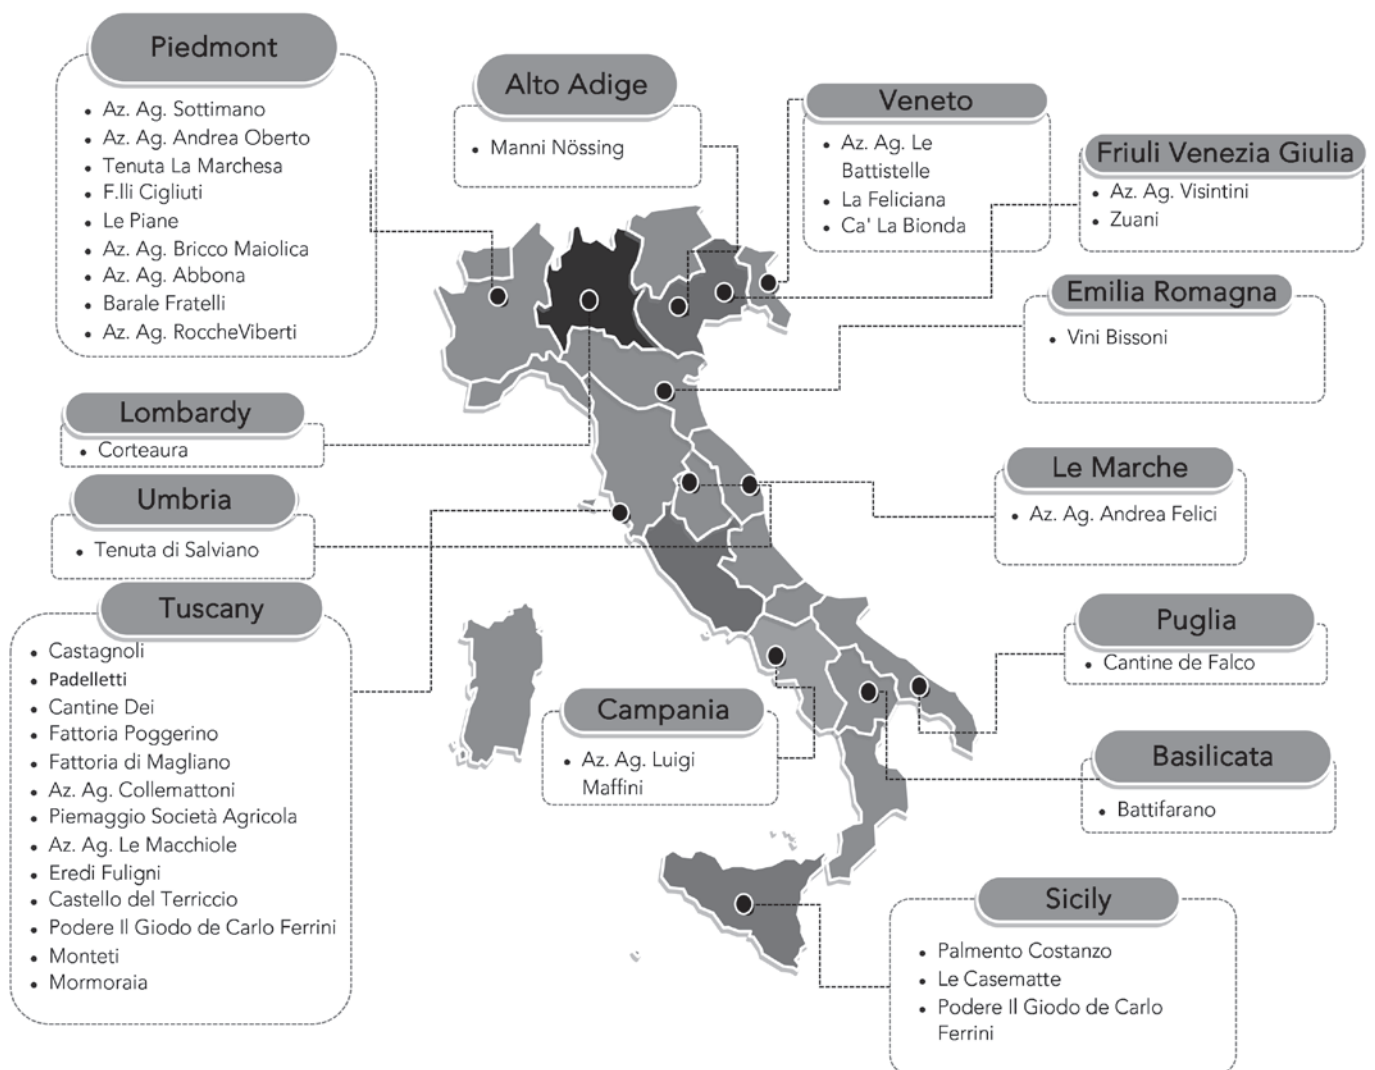 Piedmont
• Az. Ag. Sottimano
• Az. Ag. Andrea Oberto
• Tenuta La Marchesa
• F.lli Cigliuti
• Le Piane
• Az. Ag. Bricco Maiolica
• Az. Ag. Abbona
• Barale Fratelli
• Az. Ag. RoccheViberti
Alto Adige
• Manni Nössing
Veneto
• Az. Ag. Le
Battistelle
• La Feliciana
• Ca' La Bionda
Friuli Venezia Giulia
• Az. Ag. Visintini
• Zuani
Emilia Romagna
• Vini Bissoni
Lombardy
• Corteaura
Umbria
• Tenuta di Salviano
Le Marche
• Az. Ag. Andrea Felici
Tuscany
• Castagnoli
• Padelletti
• Cantine Dei
• Fattoria Poggerino
• Fattoria di Magliano
• Az. Ag. Collemattoni
• Piemaggio Società Agricola
• Az. Ag. Le Macchiole
• Eredi Fuligni
• Castello del Terriccio
• Podere Il Giodo de Carlo Ferrini
• Monteti
• Mormoraia
Campania
• Az. Ag. Luigi
Maffini
Puglia
• Cantine de Falco
Basilicata
• Battifarano
Sicily
• Palmento Costanzo
• Le Casematte
• Podere Il Giodo de Carlo
Ferrini